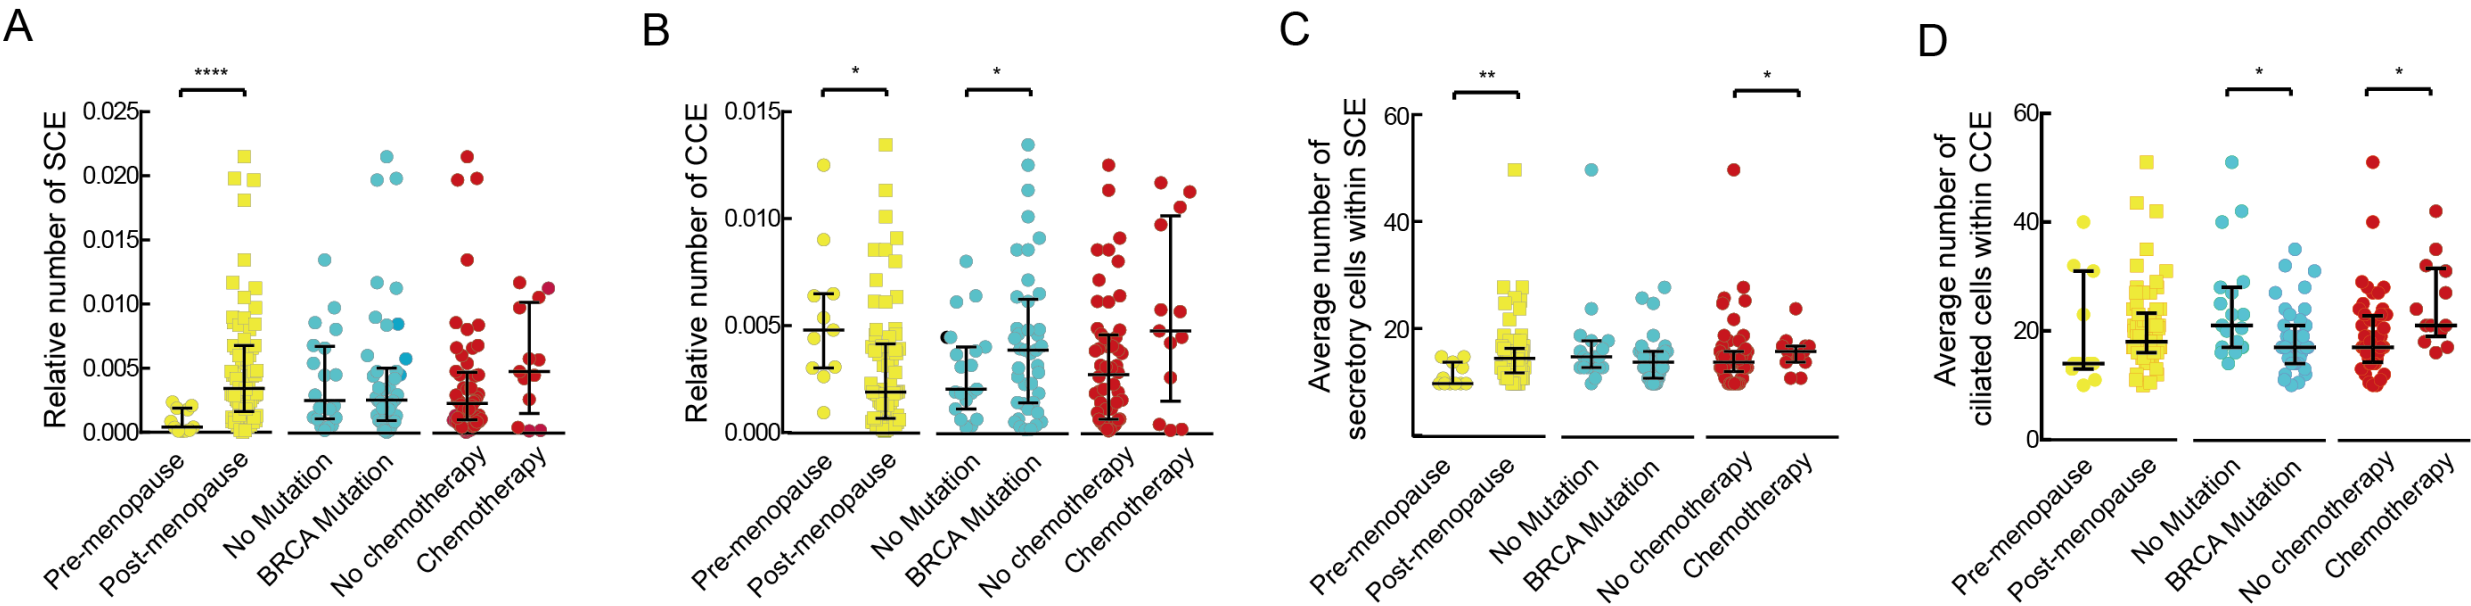 A
****
Relative number of SCE
0.025
0.020
0.015
0.010
0.005
0.000
Pre-menopause
Post-menopause
No Mutation
BRCA Mutation
No chemotherapy
Chemotherapy
B
*
*
Relative number of CCE
0.015
0.010
0.005
0.000
Pre-menopause
Post-menopause
No Mutation
BRCA Mutation
No chemotherapy
Chemotherapy
C
**
*
Average number of
secretory cells within SCE
60
40
20
Pre-menopause
Post-menopause
No Mutation
BRCA Mutation
No chemotherapy
Chemotherapy
D
*
*
Average number of
ciliated cells within CCE
60
40
20
0
Pre-menopause
Post-menopause
No Mutation
BRCA Mutation
No chemotherapy
Chemotherapy